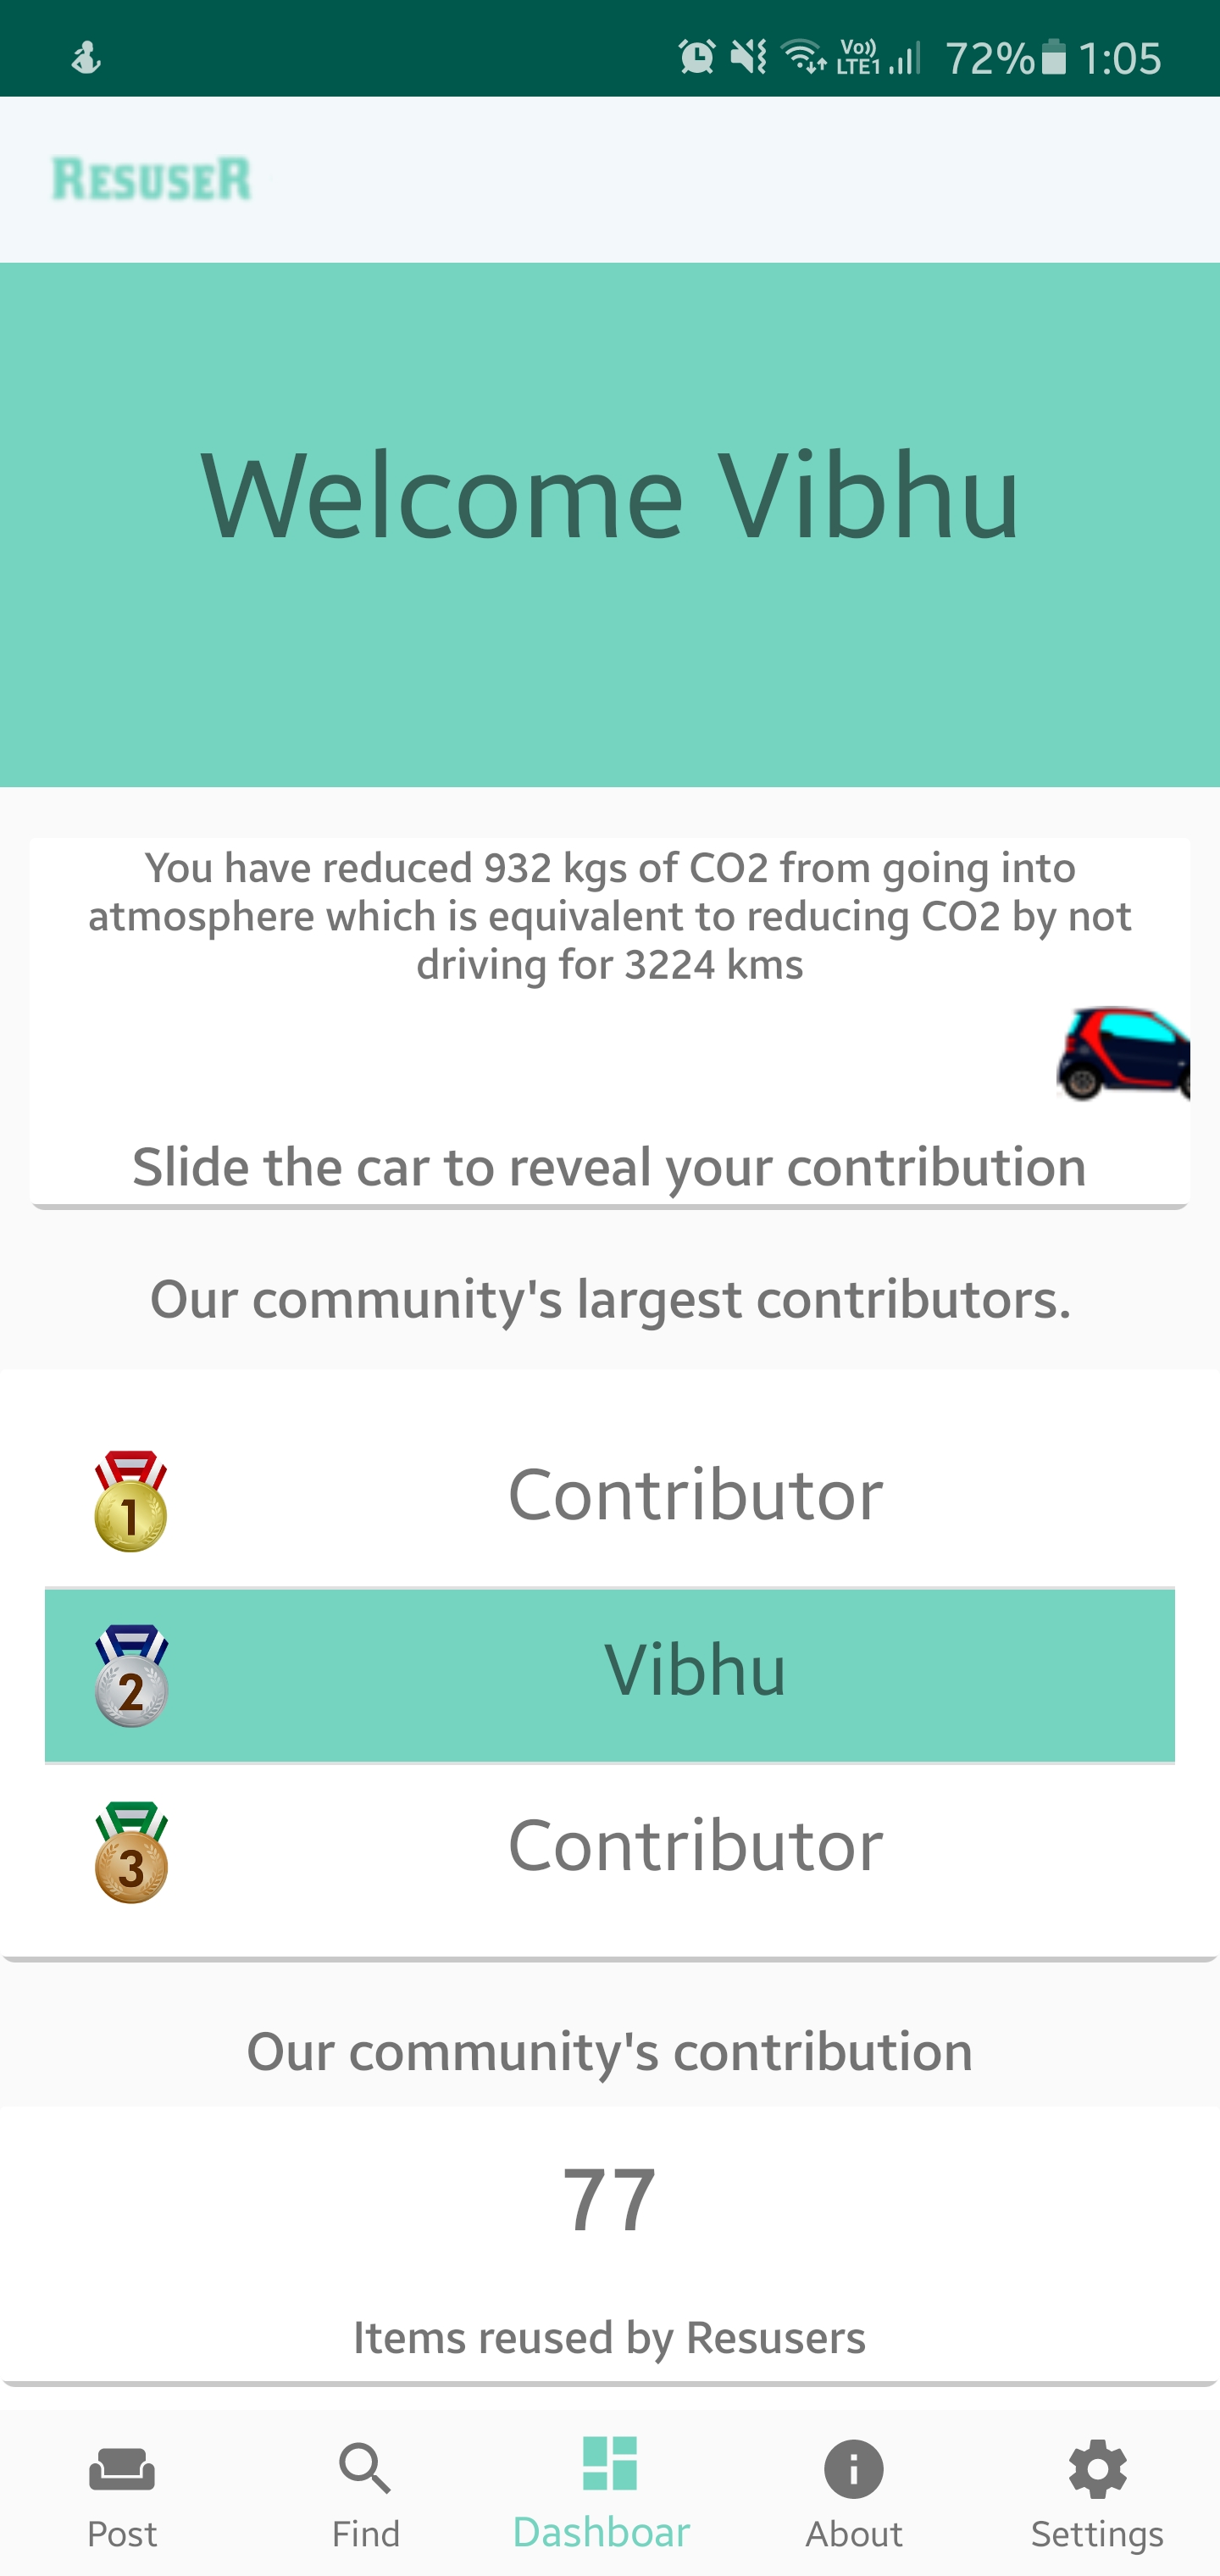 Vo)) LTE1 72% 1:05
RESUSER
Welcome Vibhu
You have reduced 932 kgs of CO2 from going into
atmosphere which is equivalent to reducing CO2 by not
driving for 3224 kms
Slide the car to reveal your contribution
Our community's largest contributors.
1 Contributor
2 Vibhu
3 Contributor
Our community's contribution
77
Items reused by Resusers
Post Find Dashboar About Settings